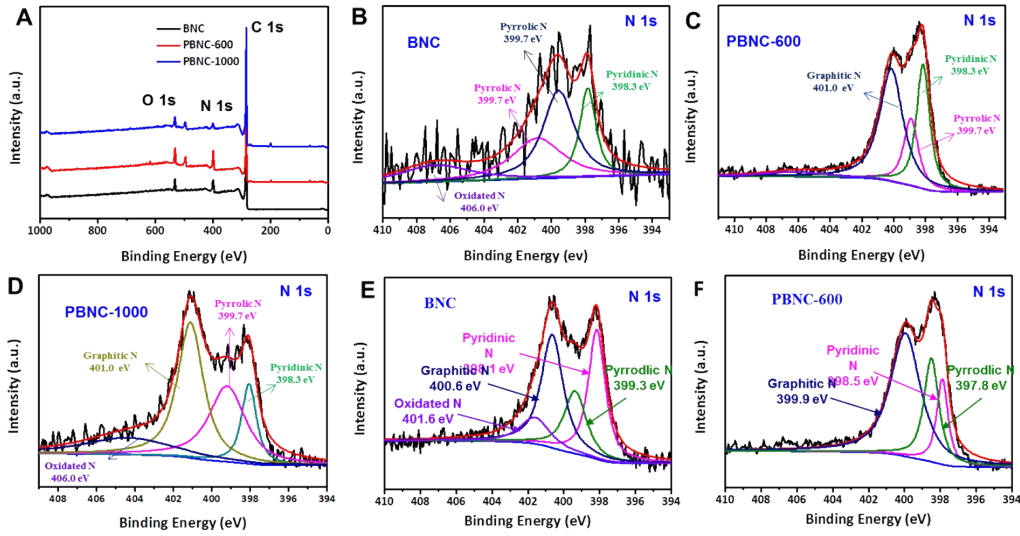 A
BNC
PBNC-600
PBNC-1000
C 1s
O 1s
N 1s
Intensity (a.u.)
1000 800 600 400 200 0
Binding Energy (eV)
B
N 1s
BNC
Pyrrolic N
399.7 eV
Pyridinic N
398.3 eV
Pyrrolic N
399.7 eV
Oxidated N
406.0 eV
Intensity (a.u.)
408 406 404 402 400 398 396 394
Binding Energy (ev)
C
N 1s
PBNC-600
Graphitic N
401.0 eV
Pyridinic N
398.3 eV
Pyrrolic N
399.7 eV
Intensity (a.u.)
408 406 404 402 400 398 396 394
Binding Energy (eV)
D
N 1s
PBNC-1000
Pyrrolic N
399.7 eV
Graphitic N
401.0 eV
Pyridinic N
398.3 eV
Oxidated N
406.0 eV
Intensity (a.u.)
408 406 404 402 400 398 396 394
Binding Energy (eV)
E
BNC
N 1s
Pyridinic
N
398.1 eV
Graphitic N
400.6 eV
Pyrrodlic N
399.3 eV
Oxidated N
401.6 eV
Intensity (a.u.)
408 406 404 402 400 398 396 394
Binding Energy (eV)
F
PBNC-600
N 1s
Pyridinic
N
398.5 eV
Graphitic N
399.9 eV
Pyrrodlic N
397.8 eV
Intensity (a.u.)
408 406 404 402 400 398 396 394
Binding Energy (eV)